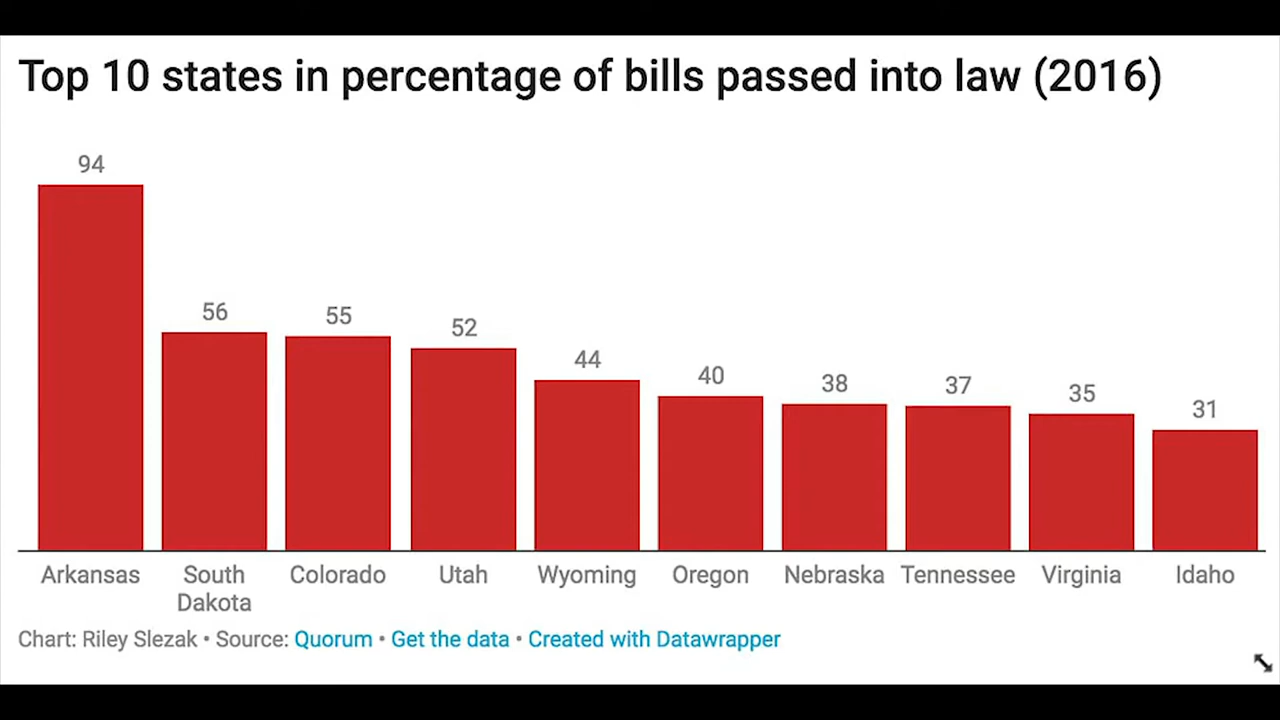 Top 10 states in percentage of bills passed into law (2016)
94
56
55
52
44
40
38
37
35
31
Arkansas
South
Dakota
Colorado
Utah
Wyoming
Oregon
Nebraska
Tennessee
Virginia
Idaho
Chart: Riley Slezak • Source: Quorum • Get the data • Created with Datawrapper